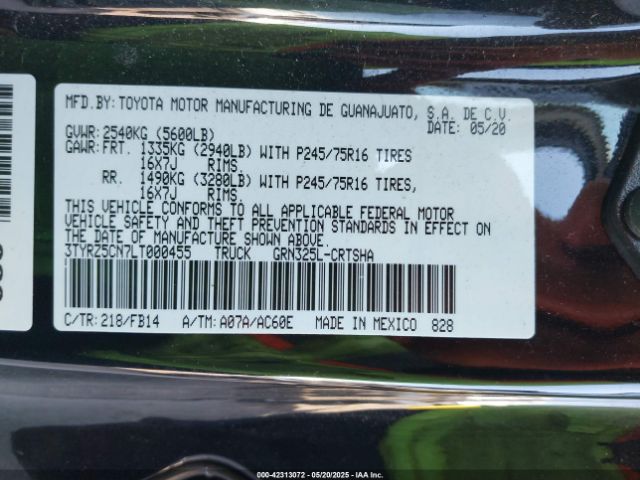 MFD.BY: TOYOTA MOTOR MANUFACTURING DE GUANAJUATO, S.A. DE C.V.
GVWR: 2540KG (5600LB) DATE: 05/20
GAWR: FRT. 1335KG (2940LB) WITH P245/75R16 TIRES
16X7J RIMS.
RR. 1490KG (3280LB) WITH P245/75R16 TIRES,
16X7J RIMS.
THIS VEHICLE CONFORMS TO ALL APPLICABLE FEDERAL MOTOR
VEHICLE SAFETY AND THEFT PREVENTION STANDARDS IN EFFECT ON
THE DATE OF MANUFACTURE SHOWN ABOVE.
3TYRZ5CN7LT000455 TRUCK GRN325L-CRTSHA
C/TR: 218/FB14 A/TM: A07A/AC60E MADE IN MEXICO 828
000-42313072 - 05/20/2025 - IAAI.COM